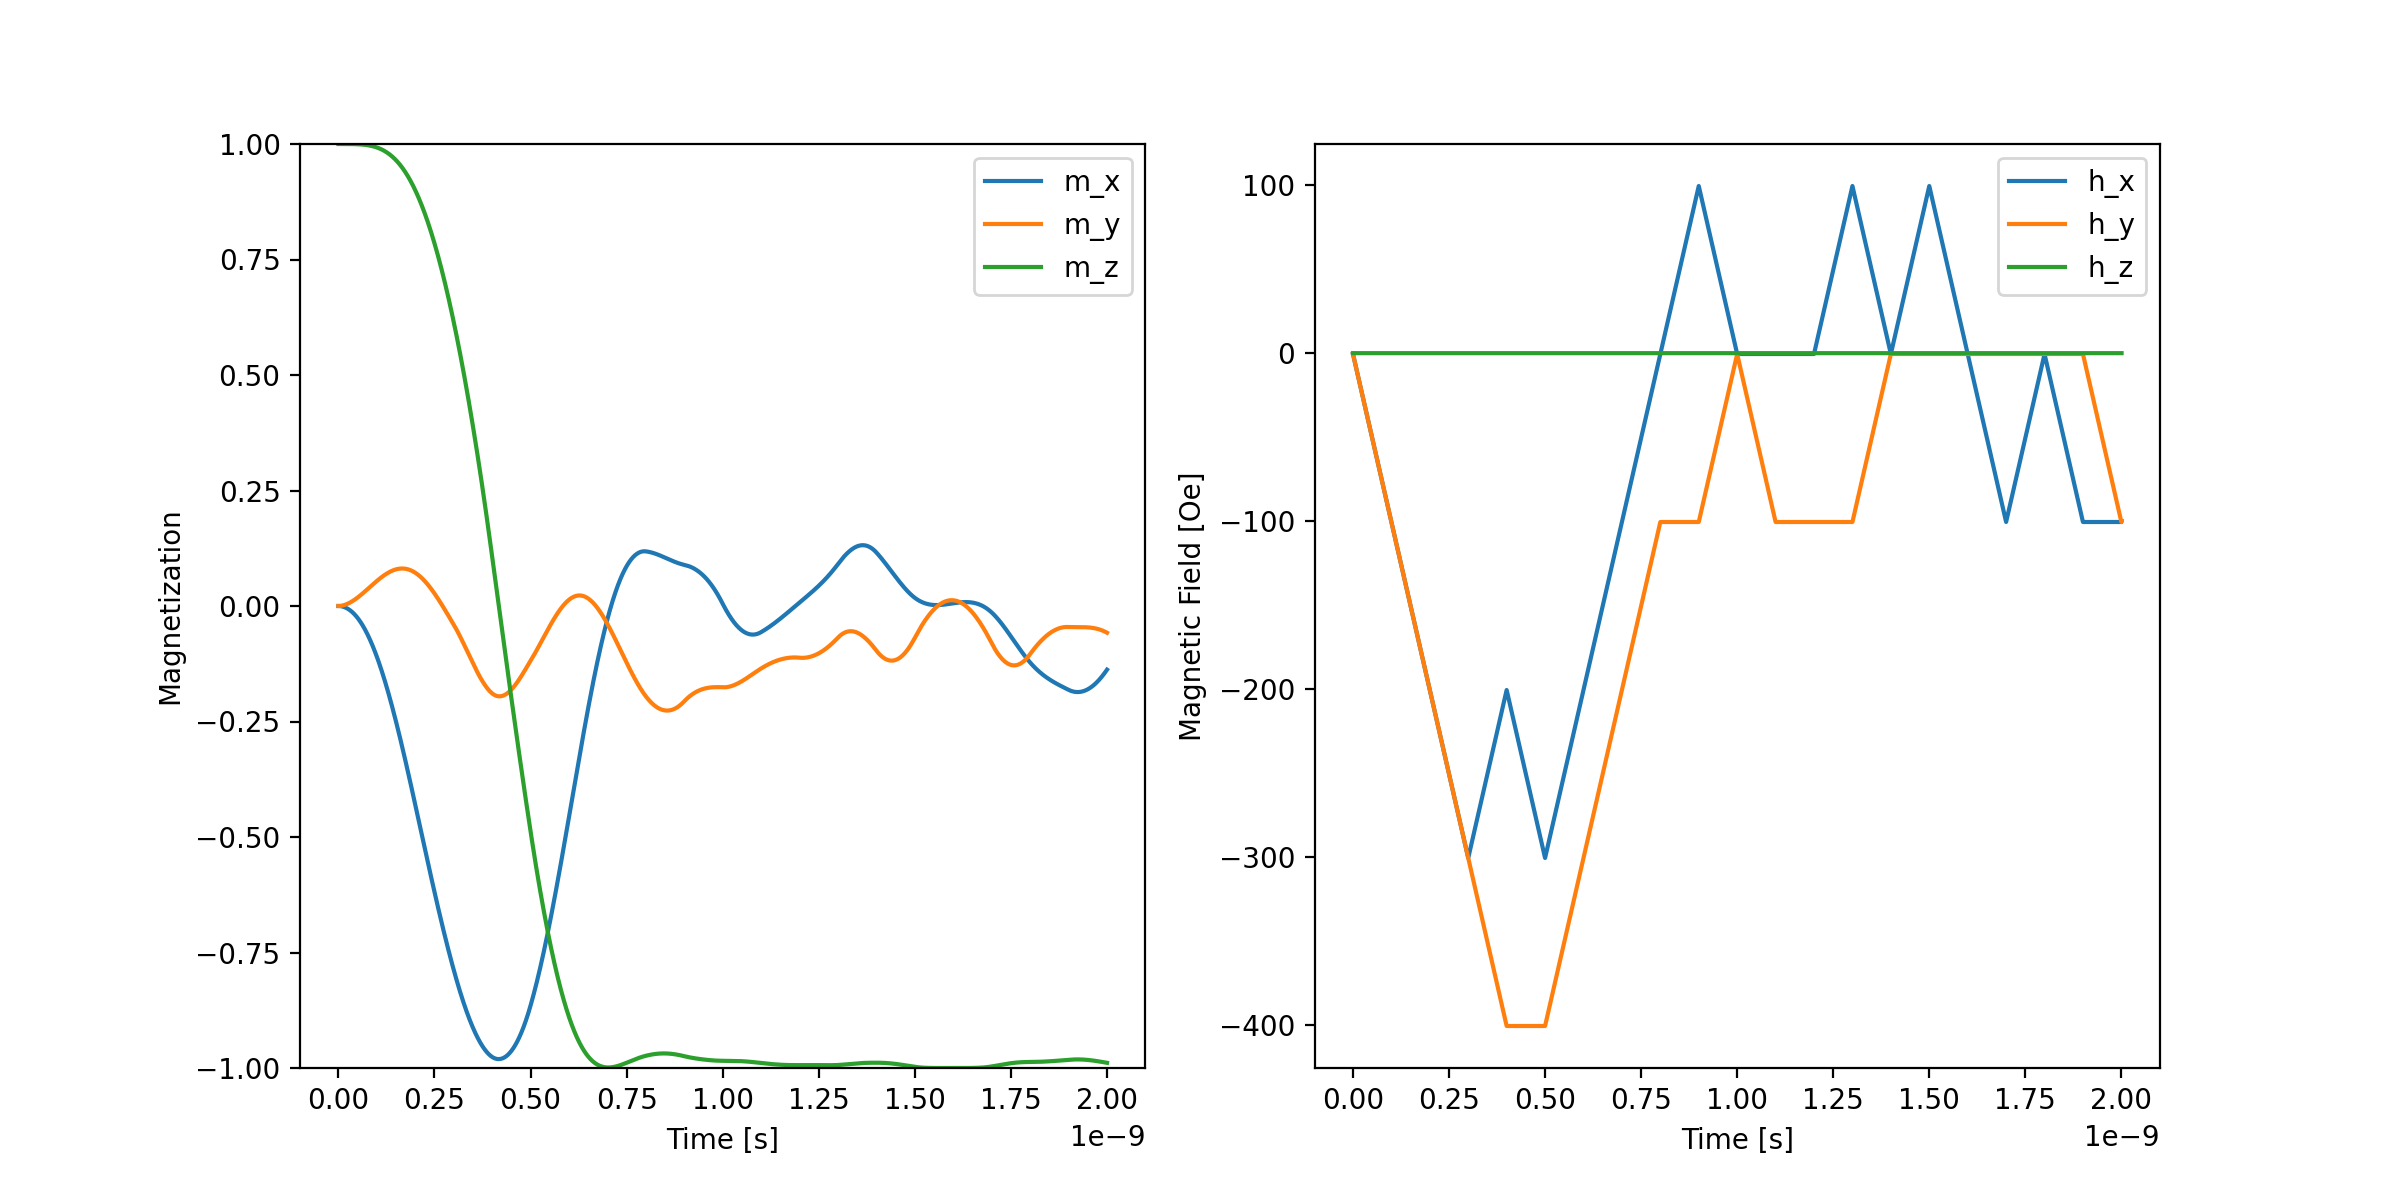 Magnetization
1.00
0.75
0.50
0.25
0.00
−0.25
−0.50
−0.75
−1.00
m_x
m_y
m_z
0.00 0.25 0.50 0.75 1.00 1.25 1.50 1.75 2.00
Time [s]
1e−9
Magnetic Field [Oe]
100
0
−100
−200
−300
−400
h_x
h_y
h_z
0.00 0.25 0.50 0.75 1.00 1.25 1.50 1.75 2.00
Time [s]
1e−9